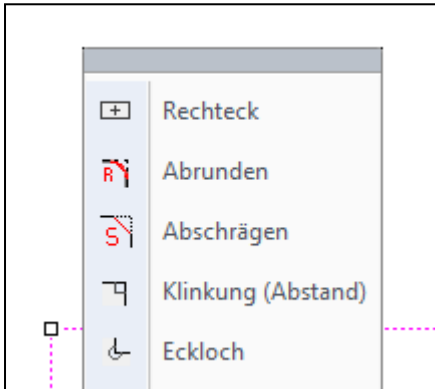 Rechteck
R Abrunden
S Abschrägen
Klinkung (Abstand)
Eckloch